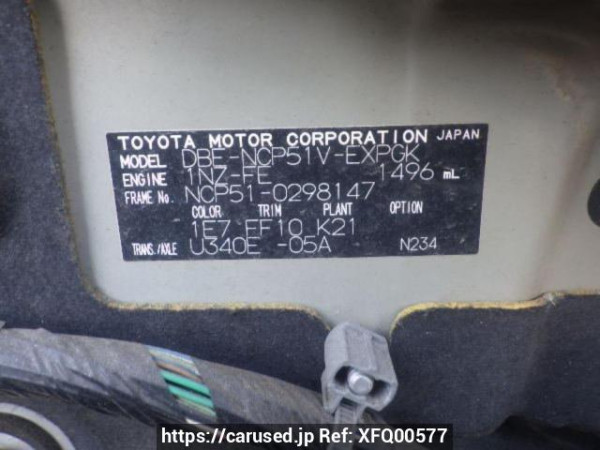 TOYOTA MOTOR CORPORATION JAPAN
MODEL DBE-NCP51V-EXPGK
ENGINE 1NZ-FE 1496 mL
FRAME No. NCP51-0298147
COLOR TRIM PLANT OPTION
1E7 EF10 K21
TRANS./AXLE U340E -05A N234
https://carused.jp Ref: XFQ00577